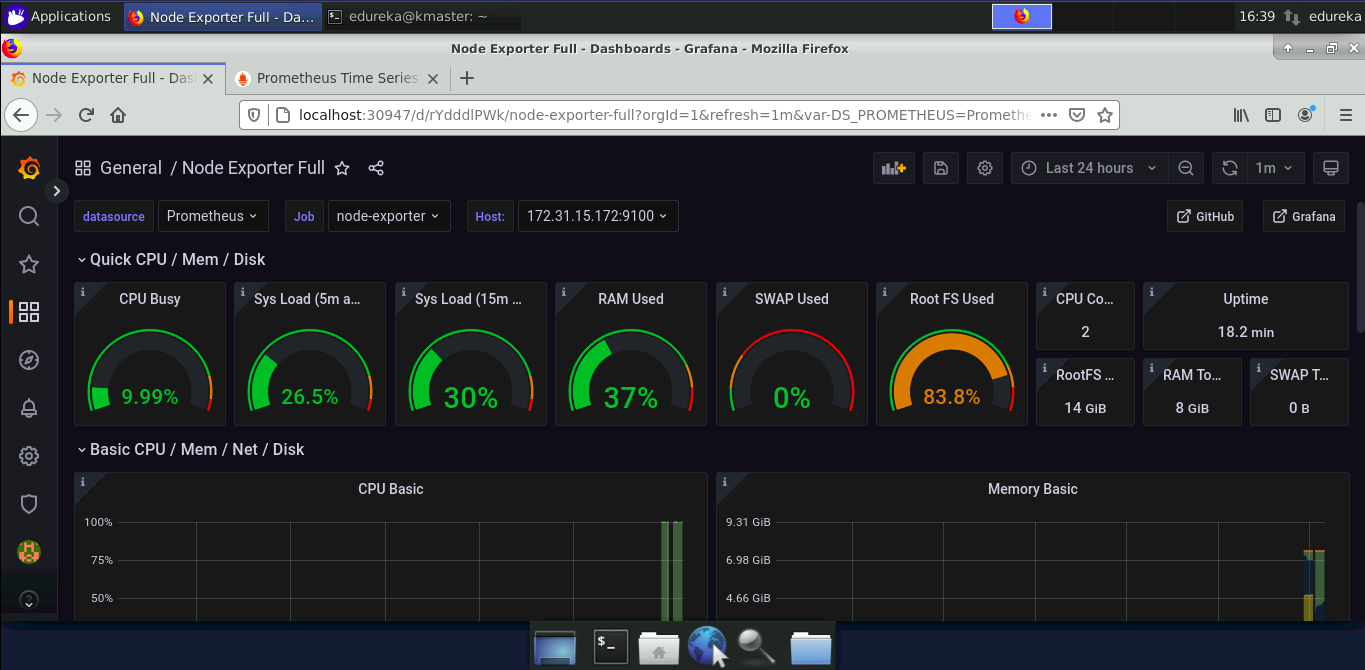 Applications
Node Exporter Full - Da...
edureka@kmaster: ~
16:39
edureka
Node Exporter Full - Dashboards - Grafana - Mozilla Firefox
Node Exporter Full - Das
Prometheus Time Series
localhost:30947/d/rYdddlPWk/node-exporter-full?orgId=1&refresh=1m&var-DS_PROMETHEUS=Promethe
General / Node Exporter Full
Last 24 hours
1m
datasource
Prometheus
Job
node-exporter
Host:
172.31.15.172:9100
GitHub
Grafana
Quick CPU / Mem / Disk
CPU Busy
9.99%
Sys Load (5m a...
26.5%
Sys Load (15m ...
30%
RAM Used
37%
SWAP Used
0%
Root FS Used
83.8%
CPU Co...
2
Uptime
18.2 min
RootFS ...
14 GiB
RAM To...
8 GiB
SWAP T...
0 B
Basic CPU / Mem / Net / Disk
CPU Basic
100%
75%
50%
Memory Basic
9.31 GiB
6.98 GiB
4.66 GiB
$_